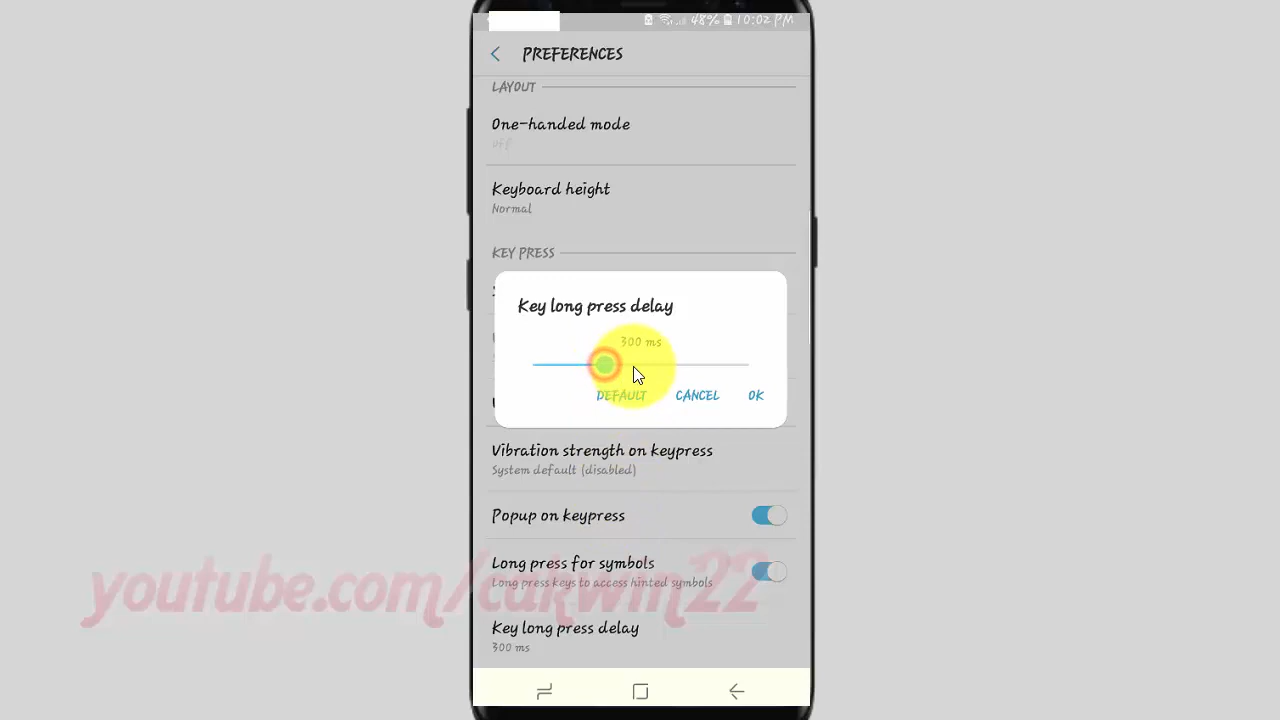 48% 10:02 PM
PREFERENCES
LAYOUT
One-handed mode
Off
Keyboard height
Normal
KEY PRESS
Key long press delay
300 ms
DEFAULT CANCEL OK
Vibration strength on keypress
System default (disabled)
Popup on keypress
Long press for symbols
Long press keys to access hinted symbols
youtube.com/cakwin22
Key long press delay
300 ms